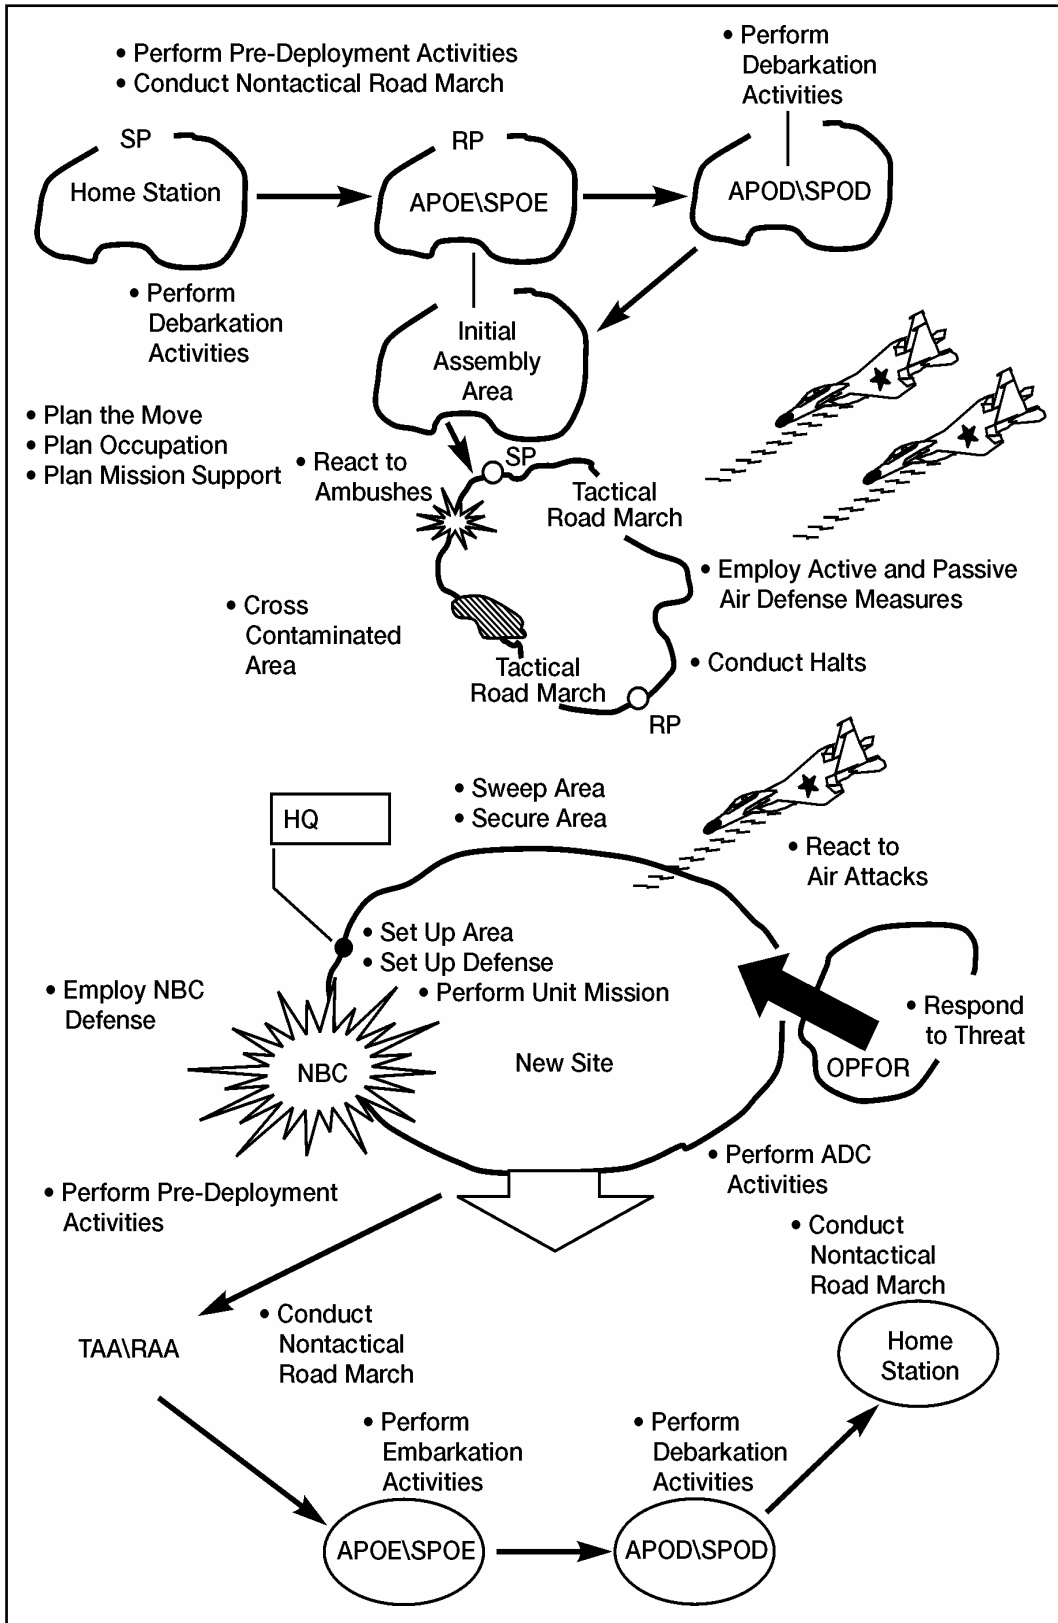 • Perform Pre-Deployment Activities
• Conduct Nontactical Road March
• Perform
Debarkation
Activities
SP
Home Station
RP
APOE\SPOE
APOD\SPOD
• Perform
Debarkation
Activities
Initial
Assembly
Area
• Plan the Move
• Plan Occupation
• Plan Mission Support
• React to
Ambushes
SP
Tactical
Road March
• Employ Active and Passive
Air Defense Measures
• Cross
Contaminated
Area
Tactical
Road March
• Conduct Halts
RP
• Sweep Area
• Secure Area
HQ
• React to
Air Attacks
• Set Up Area
• Set Up Defense
• Perform Unit Mission
• Employ NBC
Defense
• Respond
to Threat
OPFOR
NBC
New Site
• Perform ADC
Activities
• Perform Pre-Deployment
Activities
• Conduct
Nontactical
Road March
TAA\RAA
• Conduct
Nontactical
Road March
Home
Station
• Perform
Embarkation
Activities
• Perform
Debarkation
Activities
APOE\SPOE
APOD\SPOD